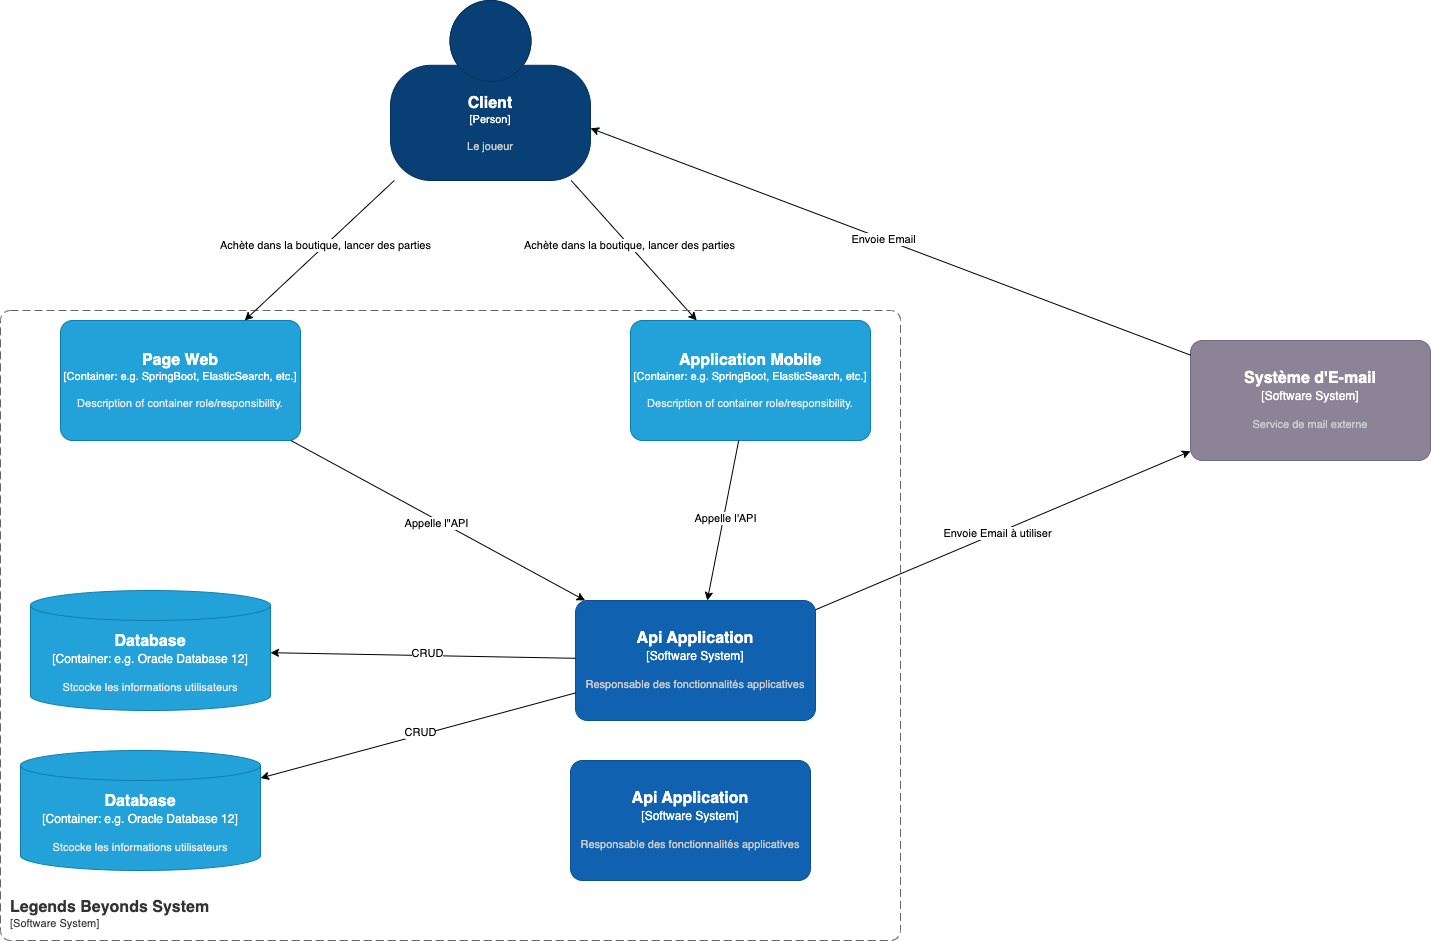 Client
[Person]
Le joueur
Achète dans la boutique, lancer des parties
Achète dans la boutique, lancer des parties
Envoie Email
Page Web
[Container: e.g. SpringBoot, ElasticSearch, etc.]
Description of container role/responsibility.
Application Mobile
[Container: e.g. SpringBoot, ElasticSearch, etc.]
Description of container role/responsibility.
Système d'E-mail
[Software System]
Service de mail externe
Appelle l"API
Appelle l'API
Envoie Email à utiliser
Database
[Container: e.g. Oracle Database 12]
Stcocke les informations utilisateurs
CRUD
Api Application
[Software System]
Responsable des fonctionnalités applicatives
CRUD
Database
[Container: e.g. Oracle Database 12]
Stcocke les informations utilisateurs
Api Application
[Software System]
Responsable des fonctionnalités applicatives
Legends Beyonds System
[Software System]